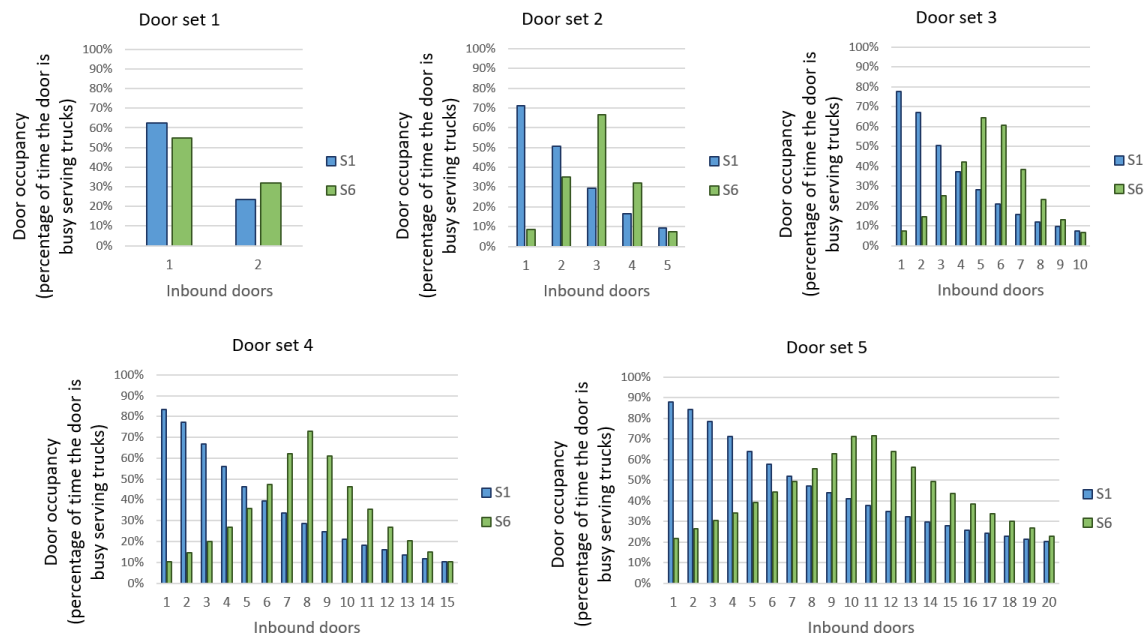 Door set 1
Door occupancy
(percentage of time the door is
busy serving trucks)
100%
90%
80%
70%
60%
50%
40%
30%
20%
10%
0%
1 2
Inbound doors
S1
S6
Door set 2
Door occupancy
(percentage of time the door is
busy serving trucks)
100%
90%
80%
70%
60%
50%
40%
30%
20%
10%
0%
1 2 3 4 5
Inbound doors
S1
S6
Door set 3
Door occupancy
(percentage of time the door is
busy serving trucks)
100%
90%
80%
70%
60%
50%
40%
30%
20%
10%
0%
1 2 3 4 5 6 7 8 9 10
Inbound doors
S1
S6
Door set 4
Door occupancy
(percentage of time the door is
busy serving trucks)
100%
90%
80%
70%
60%
50%
40%
30%
20%
10%
0%
1 2 3 4 5 6 7 8 9 10 11 12 13 14 15
Inbound doors
S1
S6
Door set 5
Door occupancy
(percentage of time the door is
busy serving trucks)
100%
90%
80%
70%
60%
50%
40%
30%
20%
10%
0%
1 2 3 4 5 6 7 8 9 10 11 12 13 14 15 16 17 18 19 20
Inbound doors
S1
S6